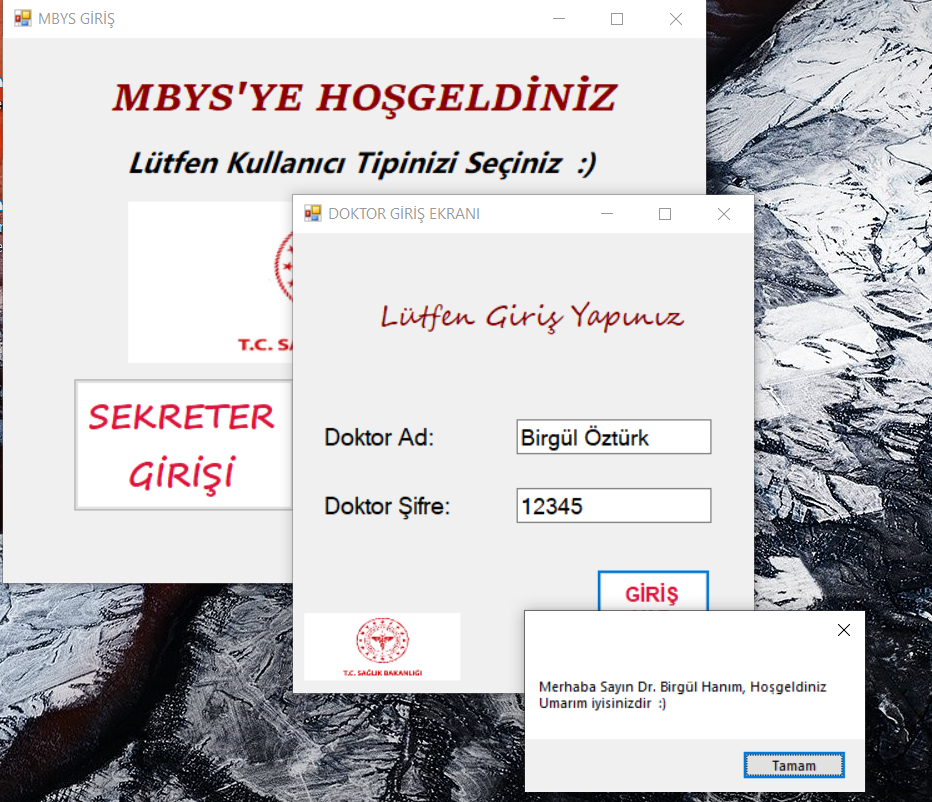 MBYS GİRİŞ
MBYS'YE HOŞGELDİNİZ
Lütfen Kullanıcı Tipinizi Seçiniz :)
T.C.
SEKRETER
GİRİŞİ
DOKTOR GİRİŞ EKRANI
Lütfen Giriş Yapınız
Doktor Ad:
Birgül Öztürk
Doktor Şifre:
12345
GİRİŞ
T.C. SAĞLIK BAKANLIĞI
Merhaba Sayın Dr. Birgül Hanım, Hoşgeldiniz
Umarım iyisinizdir :)
Tamam